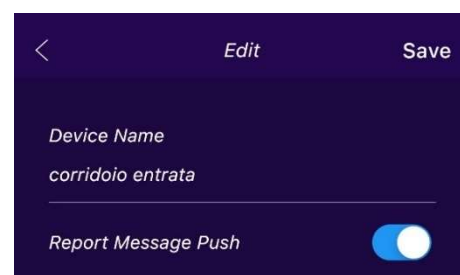 Edit
Save
Device Name
corridoio entrata
Report Message Push